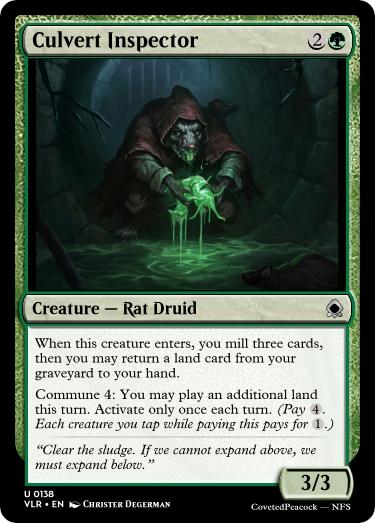 Culvert Inspector 2
Creature — Rat Druid
When this creature enters, you mill three cards,
then you may return a land card from your
graveyard to your hand.
Commune 4: You may play an additional land
this turn. Activate only once each turn. (Pay 4.
Each creature you tap while paying this pays for 1.)
“Clear the sludge. If we cannot expand above, we
must expand below.”
3/3
U 0138
VLR • EN Christer Degerman
CovetedPeacock — NFS